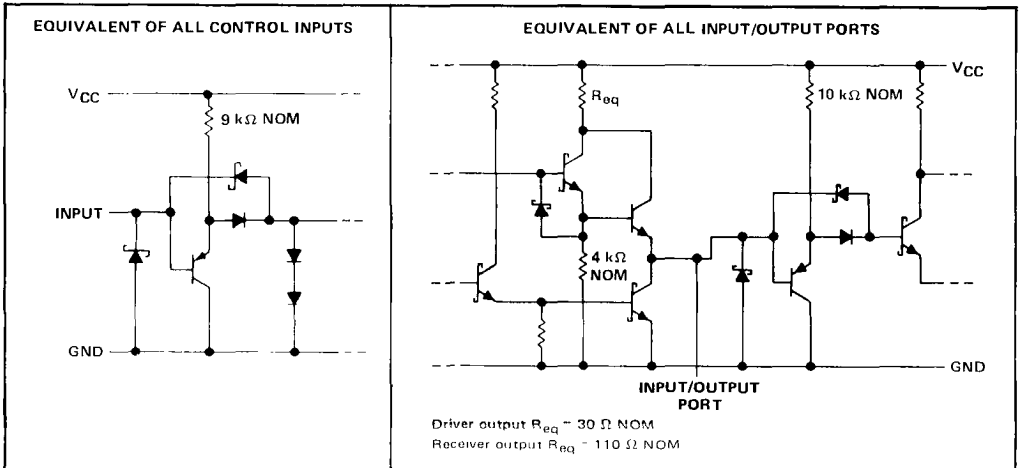 EQUIVALENT OF ALL CONTROL INPUTS
VCC
9 kΩ NOM
INPUT
GND
EQUIVALENT OF ALL INPUT/OUTPUT PORTS
VCC
Req
10 kΩ NOM
4 kΩ
NOM
GND
INPUT/OUTPUT
PORT
Driver output Req = 30 Ω NOM
Receiver output Req = 110 Ω NOM